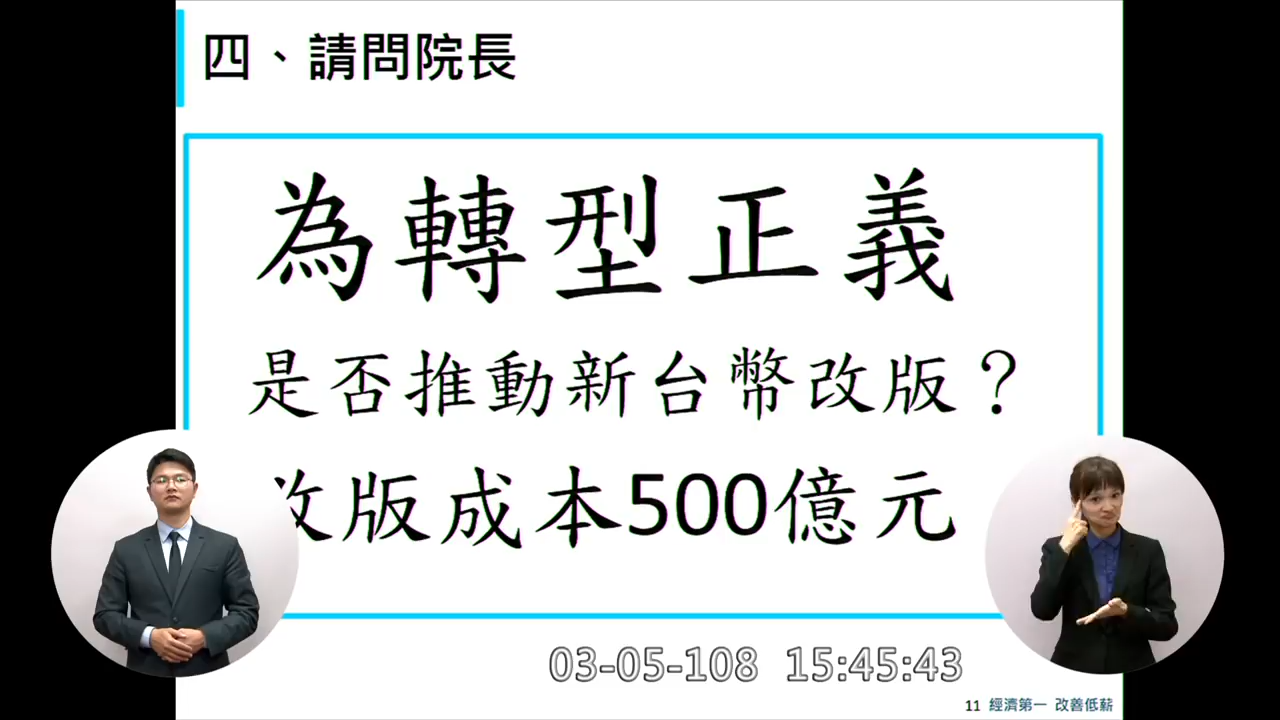 四、請問院長
為轉型正義
是否推動新台幣改版？
改版成本500億元
03-05-108 15:45:43
11 經濟第一 改善低薪